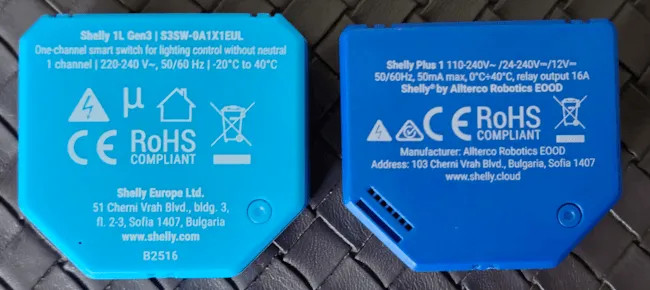 Shelly 1L Gen3 | S3SW-0A1X1EUL
One-channel smart switch for lighting control without neutral
1 channel | 220-240 V~, 50/60 Hz | -20°C to 40°C
μ
CE RoHS
COMPLIANT
Shelly Europe Ltd.
51 Cherni Vrah Blvd., bldg. 3,
fl. 2-3, Sofia 1407, Bulgaria
www.shelly.com
B2516
Shelly Plus 1 110-240V~ /24-240V⎓/12V⎓
50/60Hz, 50mA max, 0°C÷40°C, relay output 16A
Shelly® by Allterco Robotics EOOD
CE RoHS
COMPLIANT
Manufacturer: Allterco Robotics EOOD
Address: 103 Cherni Vrah Blvd., Bulgaria, Sofia 1407
www.shelly.cloud